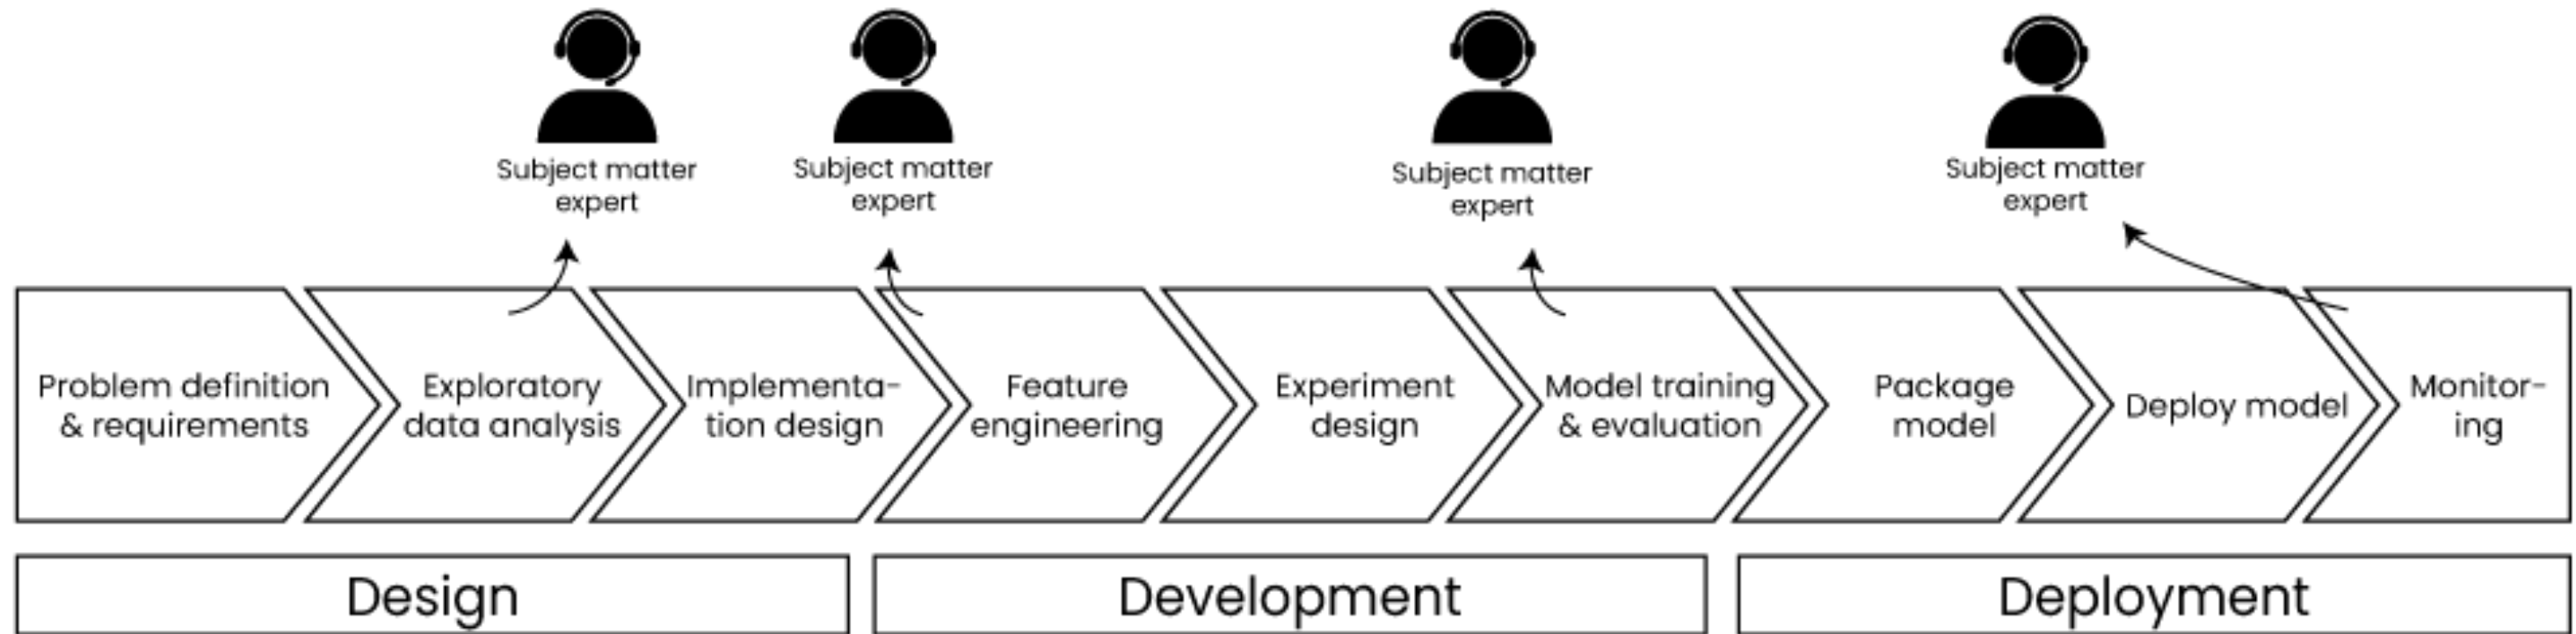 Subject matter
expert
Subject matter
expert
Subject matter
expert
Subject matter
expert
Problem definition
& requirements
Exploratory
data analysis
Implementa-
tion design
Feature
engineering
Experiment
design
Model training
& evaluation
Package
model
Deploy model
Monitor-
ing
Design
Development
Deployment